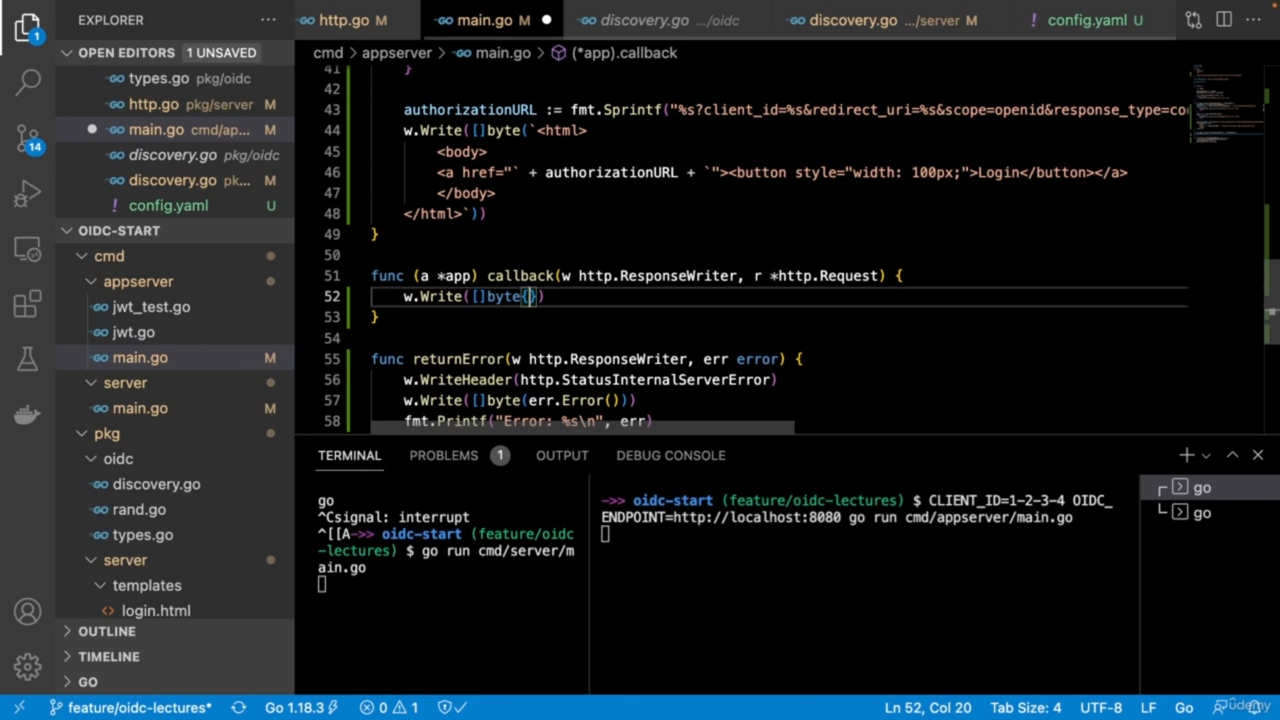 EXPLORER
OPEN EDITORS 1 UNSAVED
types.go pkg/oidc
http.go pkg/server M
main.go cmd/ap... M
discovery.go pkg/oidc
discovery.go pk... M
config.yaml U
OIDC-START
cmd
appserver
jwt_test.go
jwt.go
main.go M
server
main.go M
pkg
oidc
discovery.go
rand.go
types.go
server
templates
login.html
OUTLINE
TIMELINE
GO
1
14
http.go M
main.go M
discovery.go .../oidc
discovery.go .../server M
config.yaml U
cmd > appserver > main.go > (*app).callback
41 }
42
43 authorizationURL := fmt.Sprintf("%s?client_id=%s&redirect_uri=%s&scope=openid&response_type=co
44 w.Write([]byte(`<html>
45 <body>
46 <a href="` + authorizationURL + `"><button style="width: 100px;">Login</button></a>
47 </body>
48 </html>`))
49 }
50
51 func (a *app) callback(w http.ResponseWriter, r *http.Request) {
52 w.Write([]byte{})
53 }
54
55 func returnError(w http.ResponseWriter, err error) {
56 w.WriteHeader(http.StatusInternalServerError)
57 w.Write([]byte(err.Error()))
58 fmt.Printf("Error: %s\n", err)
TERMINAL PROBLEMS 1 OUTPUT DEBUG CONSOLE
go
^Csignal: interrupt
^[[A->> oidc-start (feature/oidc
-lectures) $ go run cmd/server/m
ain.go
->> oidc-start (feature/oidc-lectures) $ CLIENT_ID=1-2-3-4 OIDC_
ENDPOINT=http://localhost:8080 go run cmd/appserver/main.go
go
go
feature/oidc-lectures* Go 1.18.3 0 1 Ln 52, Col 20 Tab Size: 4 UTF-8 LF Go
ûdemy